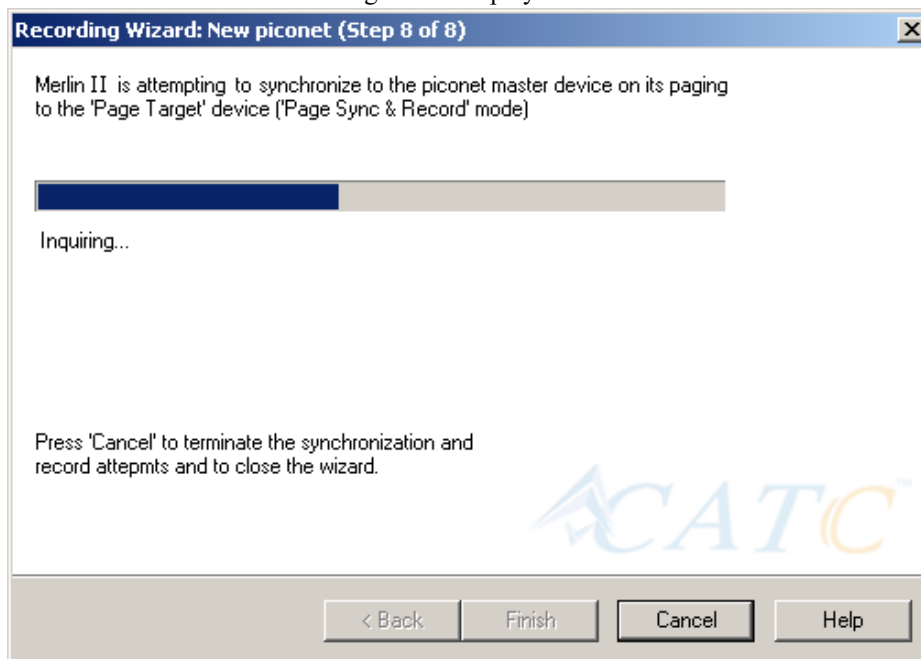 Recording Wizard: New piconet (Step 8 of 8)
Merlin II is attempting to synchronize to the piconet master device on its paging
to the 'Page Target' device ('Page Sync & Record' mode)
Inquiring...
Press 'Cancel' to terminate the synchronization and
record attepmts and to close the wizard.
CATC™
< Back Finish Cancel Help